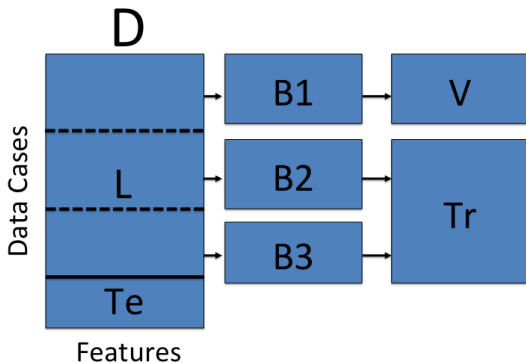 D
B1
V
Data Cases
L
B2
Tr
B3
Te
Features